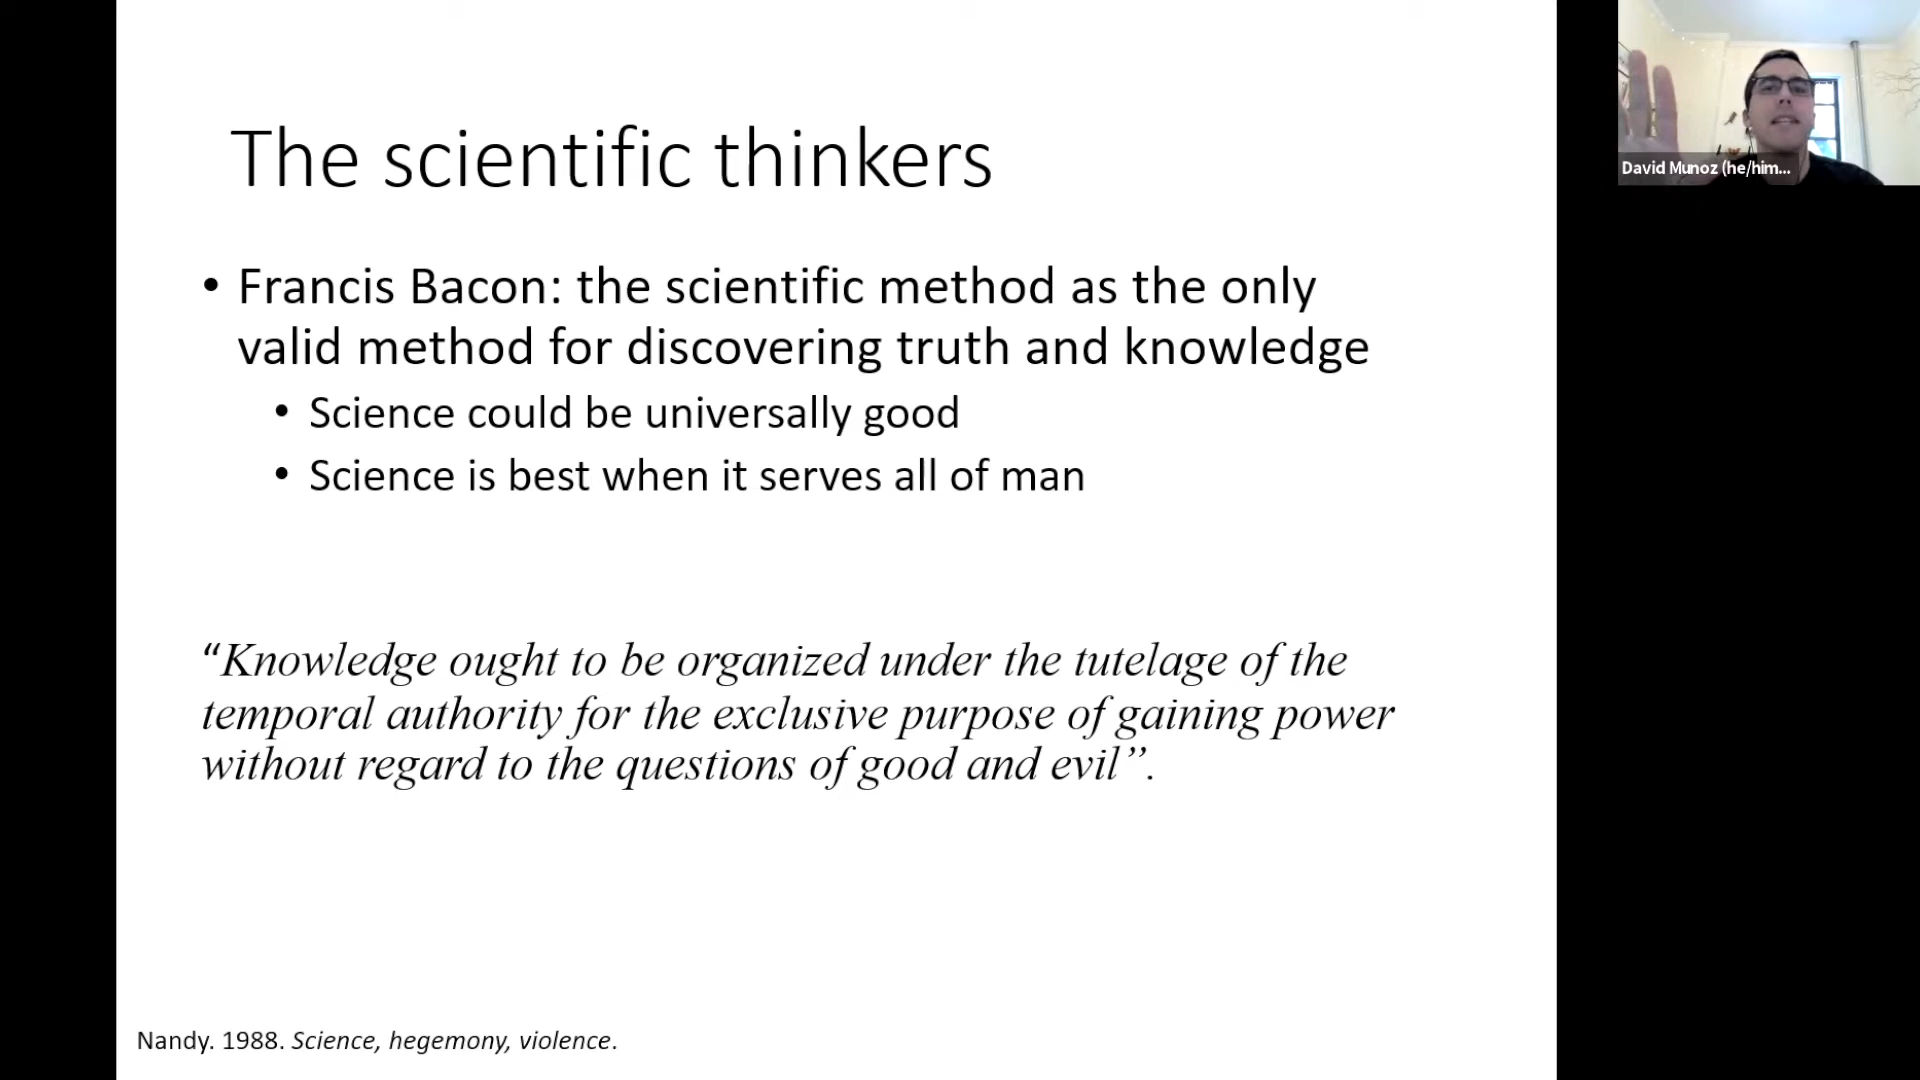 The scientific thinkers
• Francis Bacon: the scientific method as the only
valid method for discovering truth and knowledge
• Science could be universally good
• Science is best when it serves all of man
“Knowledge ought to be organized under the tutelage of the
temporal authority for the exclusive purpose of gaining power
without regard to the questions of good and evil”.
Nandy. 1988. Science, hegemony, violence.
David Munoz (he/him...